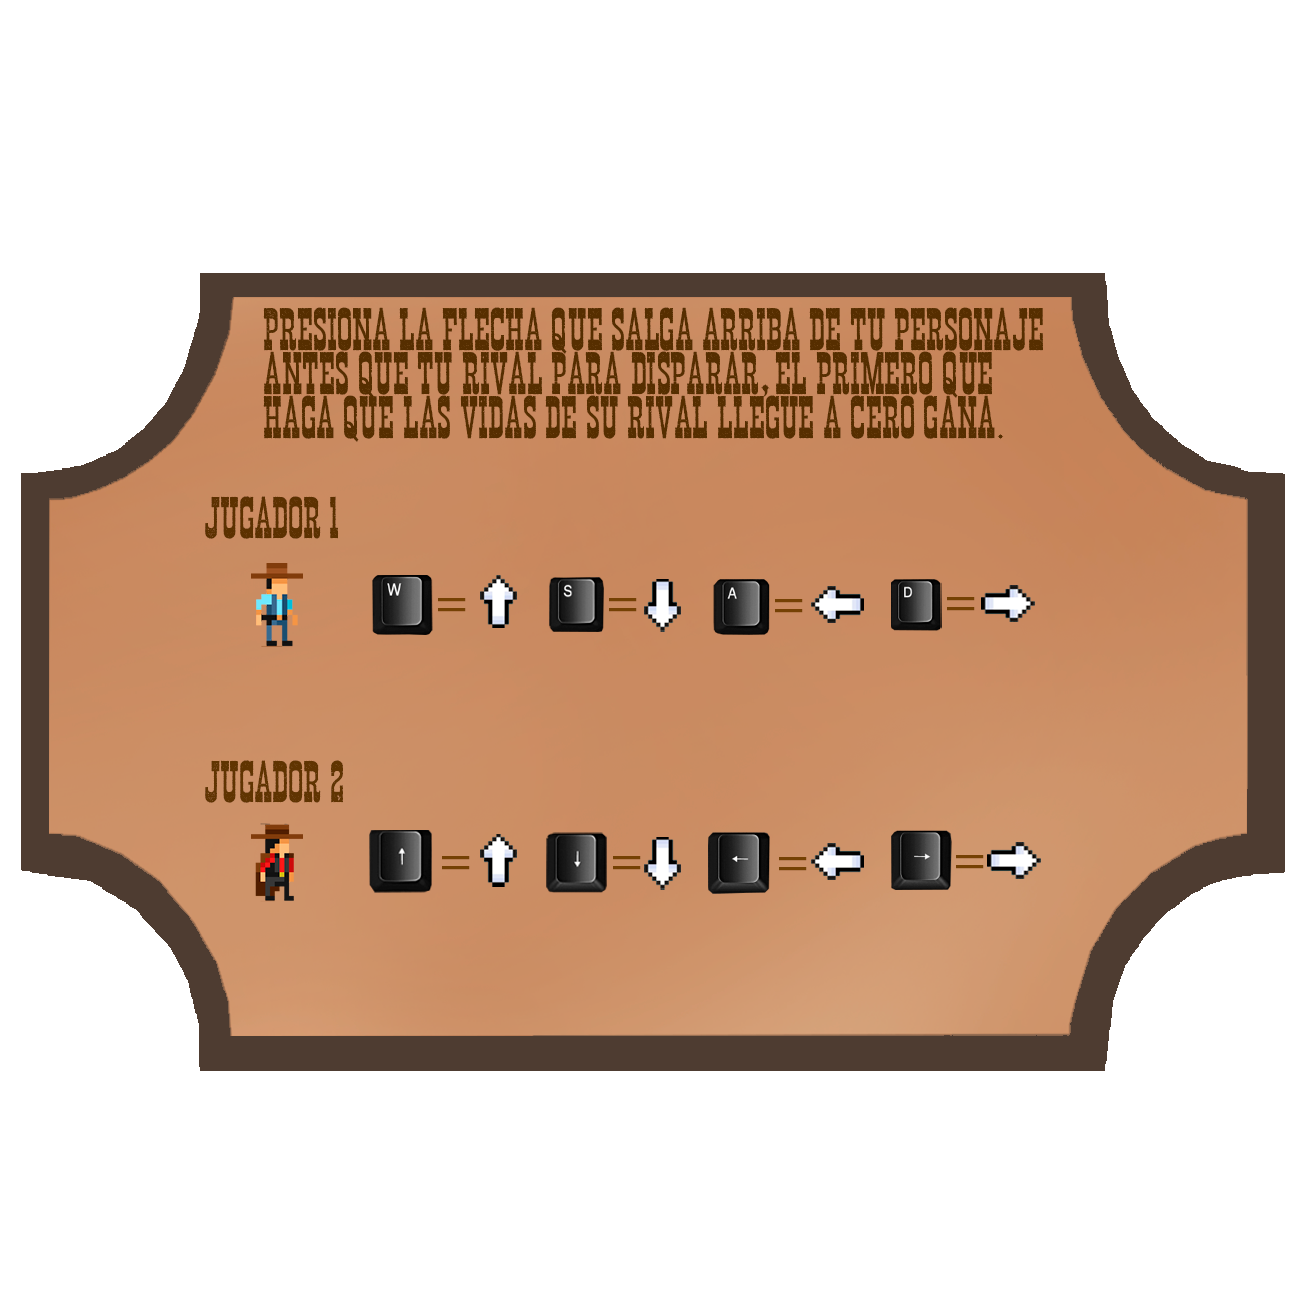 PRESIONA LA FLECHA QUE SALGA ARRIBA DE TU PERSONAJE
ANTES QUE TU RIVAL PARA DISPARAR, EL PRIMERO QUE
HAGA QUE LAS VIDAS DE SU RIVAL LLEGUE A CERO GANA.
JUGADOR 1
W = S = A = D =
JUGADOR 2
↑ = ↓ = ← = → =